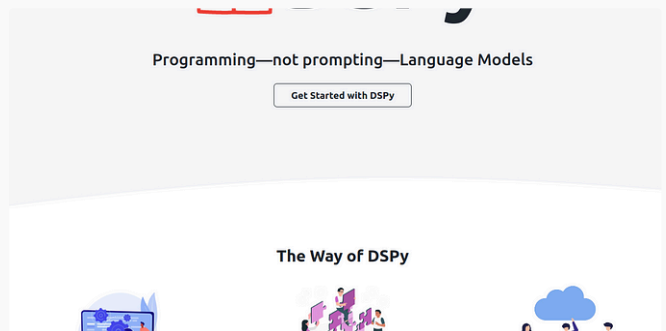 Programming—not prompting—Language Models
Get Started with DSPy
The Way of DSPy